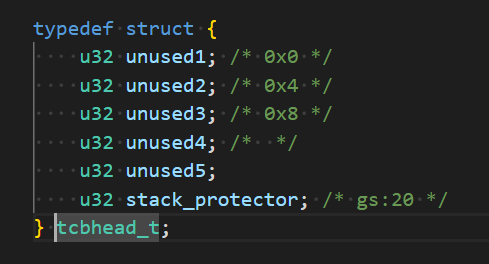 typedef struct {
    u32 unused1; /* 0x0 */
    u32 unused2; /* 0x4 */
    u32 unused3; /* 0x8 */
    u32 unused4; /*  */
    u32 unused5;
    u32 stack_protector; /* gs:20 */
} tcbhead_t;